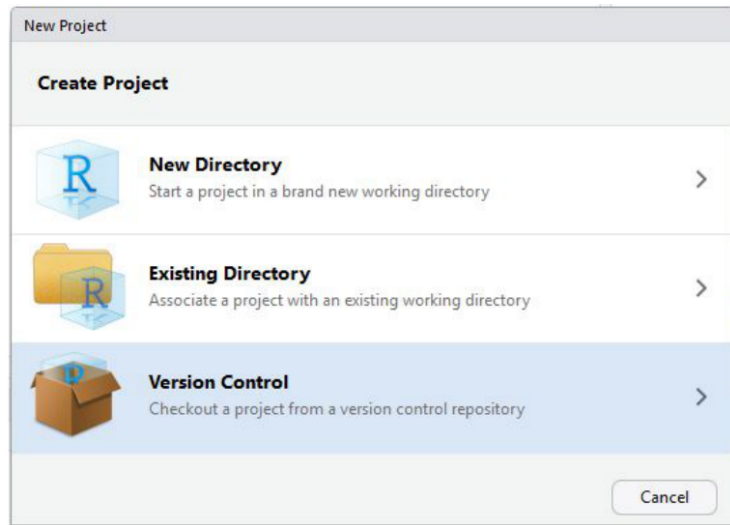 New Project
Create Project
R
New Directory
Start a project in a brand new working directory
R
Existing Directory
Associate a project with an existing working directory
Version Control
Checkout a project from a version control repository
Cancel